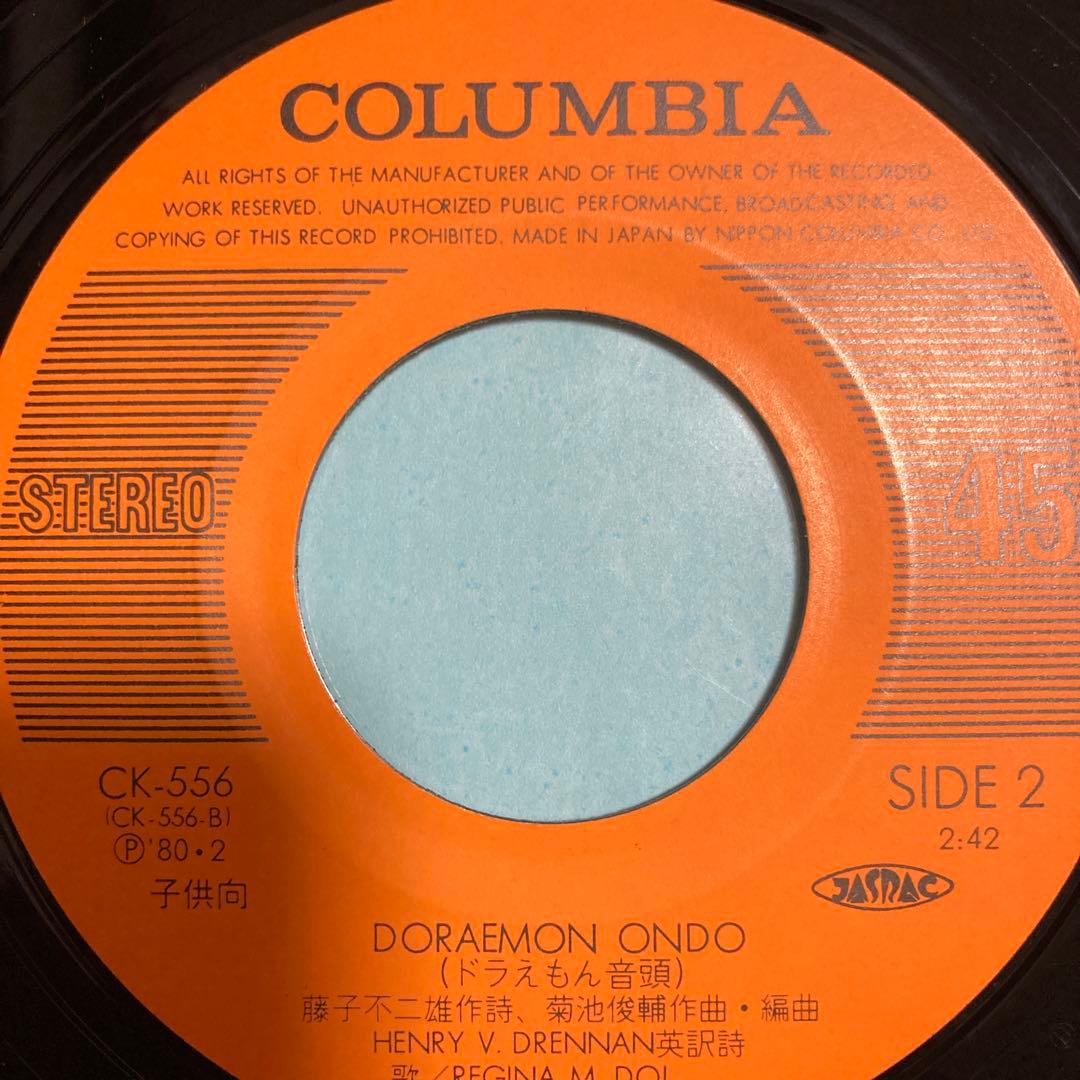 COLUMBIA
ALL RIGHTS OF THE MANUFACTURER AND OF THE OWNER OF THE RECORDED
WORK RESERVED. UNAUTHORIZED PUBLIC PERFORMANCE, BROADCASTING AND
COPYING OF THIS RECORD PROHIBITED. MADE IN JAPAN BY NIPPON COLUMBIA CO., LTD.
STEREO
45
CK-556
(CK-556-B)
Ⓟ'80・2
子供向
SIDE 2
2:42
JASRAC
DORAEMON ONDO
(ドラえもん音頭)
藤子不二雄作詩、菊池俊輔作曲・編曲
HENRY V. DRENNAN英訳詩
歌/REGINA M. DOI